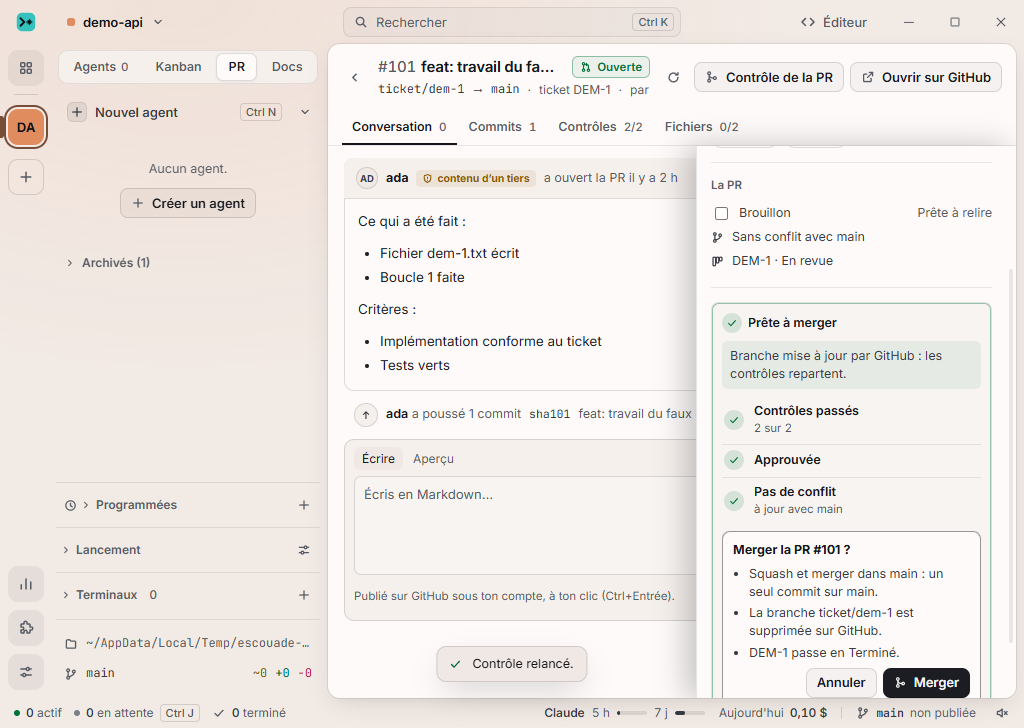 demo-api
Rechercher
Ctrl K
Éditeur
Agents 0
Kanban
PR
Docs
DA
Nouvel agent
Ctrl N
Aucun agent.
Créer un agent
Archivés (1)
Programmées
Lancement
Terminaux 0
~/AppData/Local/Temp/escouade-…
main
~0 +0 -0
#101 feat: travail du fa…
Ouverte
ticket/dem-1 → main · ticket DEM-1 · par
Contrôle de la PR
Ouvrir sur GitHub
Conversation 0
Commits 1
Contrôles 2/2
Fichiers 0/2
AD
ada
contenu d’un tiers
a ouvert la PR il y a 2 h
Ce qui a été fait :
• Fichier dem-1.txt écrit
• Boucle 1 faite
Critères :
• Implémentation conforme au ticket
• Tests verts
ada a poussé 1 commit sha101 feat: travail du faux
Écrire
Aperçu
Écris en Markdown…
Publié sur GitHub sous ton compte, à ton clic (Ctrl+Entrée).
Contrôle relancé.
La PR
Brouillon
Prête à relire
Sans conflit avec main
DEM-1 · En revue
Prête à merger
Branche mise à jour par GitHub : les
contrôles repartent.
Contrôles passés
2 sur 2
Approuvée
Pas de conflit
à jour avec main
Merger la PR #101 ?
• Squash et merger dans main : un
seul commit sur main.
• La branche ticket/dem-1 est
supprimée sur GitHub.
• DEM-1 passe en Terminé.
Annuler
Merger
0 actif
0 en attente
Ctrl J
0 terminé
Claude 5 h
7 j
Aujourd'hui 0,10 $
main non publiée